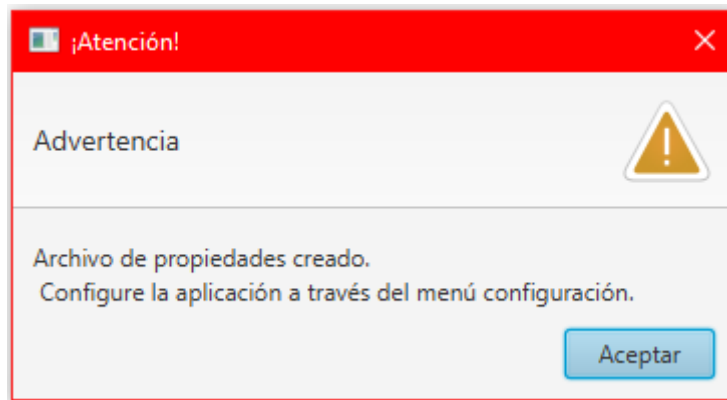 ¡Atención!
Advertencia
Archivo de propiedades creado.
Configure la aplicación a través del menú configuración.
Aceptar